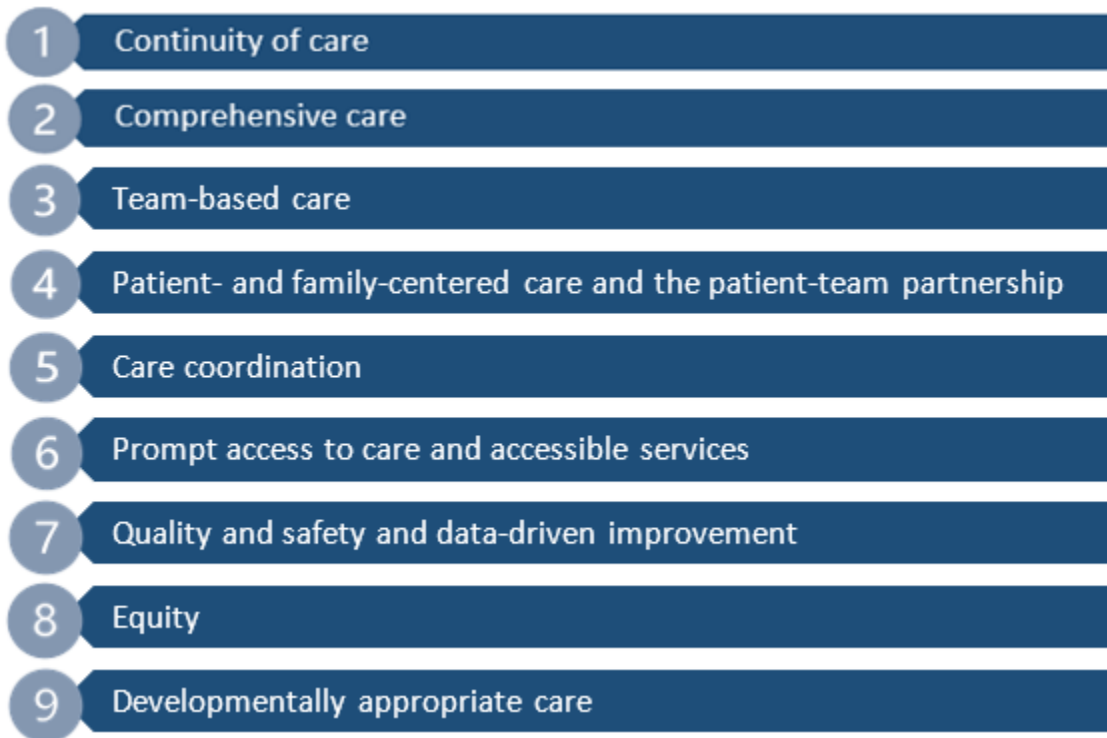 1 Continuity of care
2 Comprehensive care
3 Team-based care
4 Patient- and family-centered care and the patient-team partnership
5 Care coordination
6 Prompt access to care and accessible services
7 Quality and safety and data-driven improvement
8 Equity
9 Developmentally appropriate care